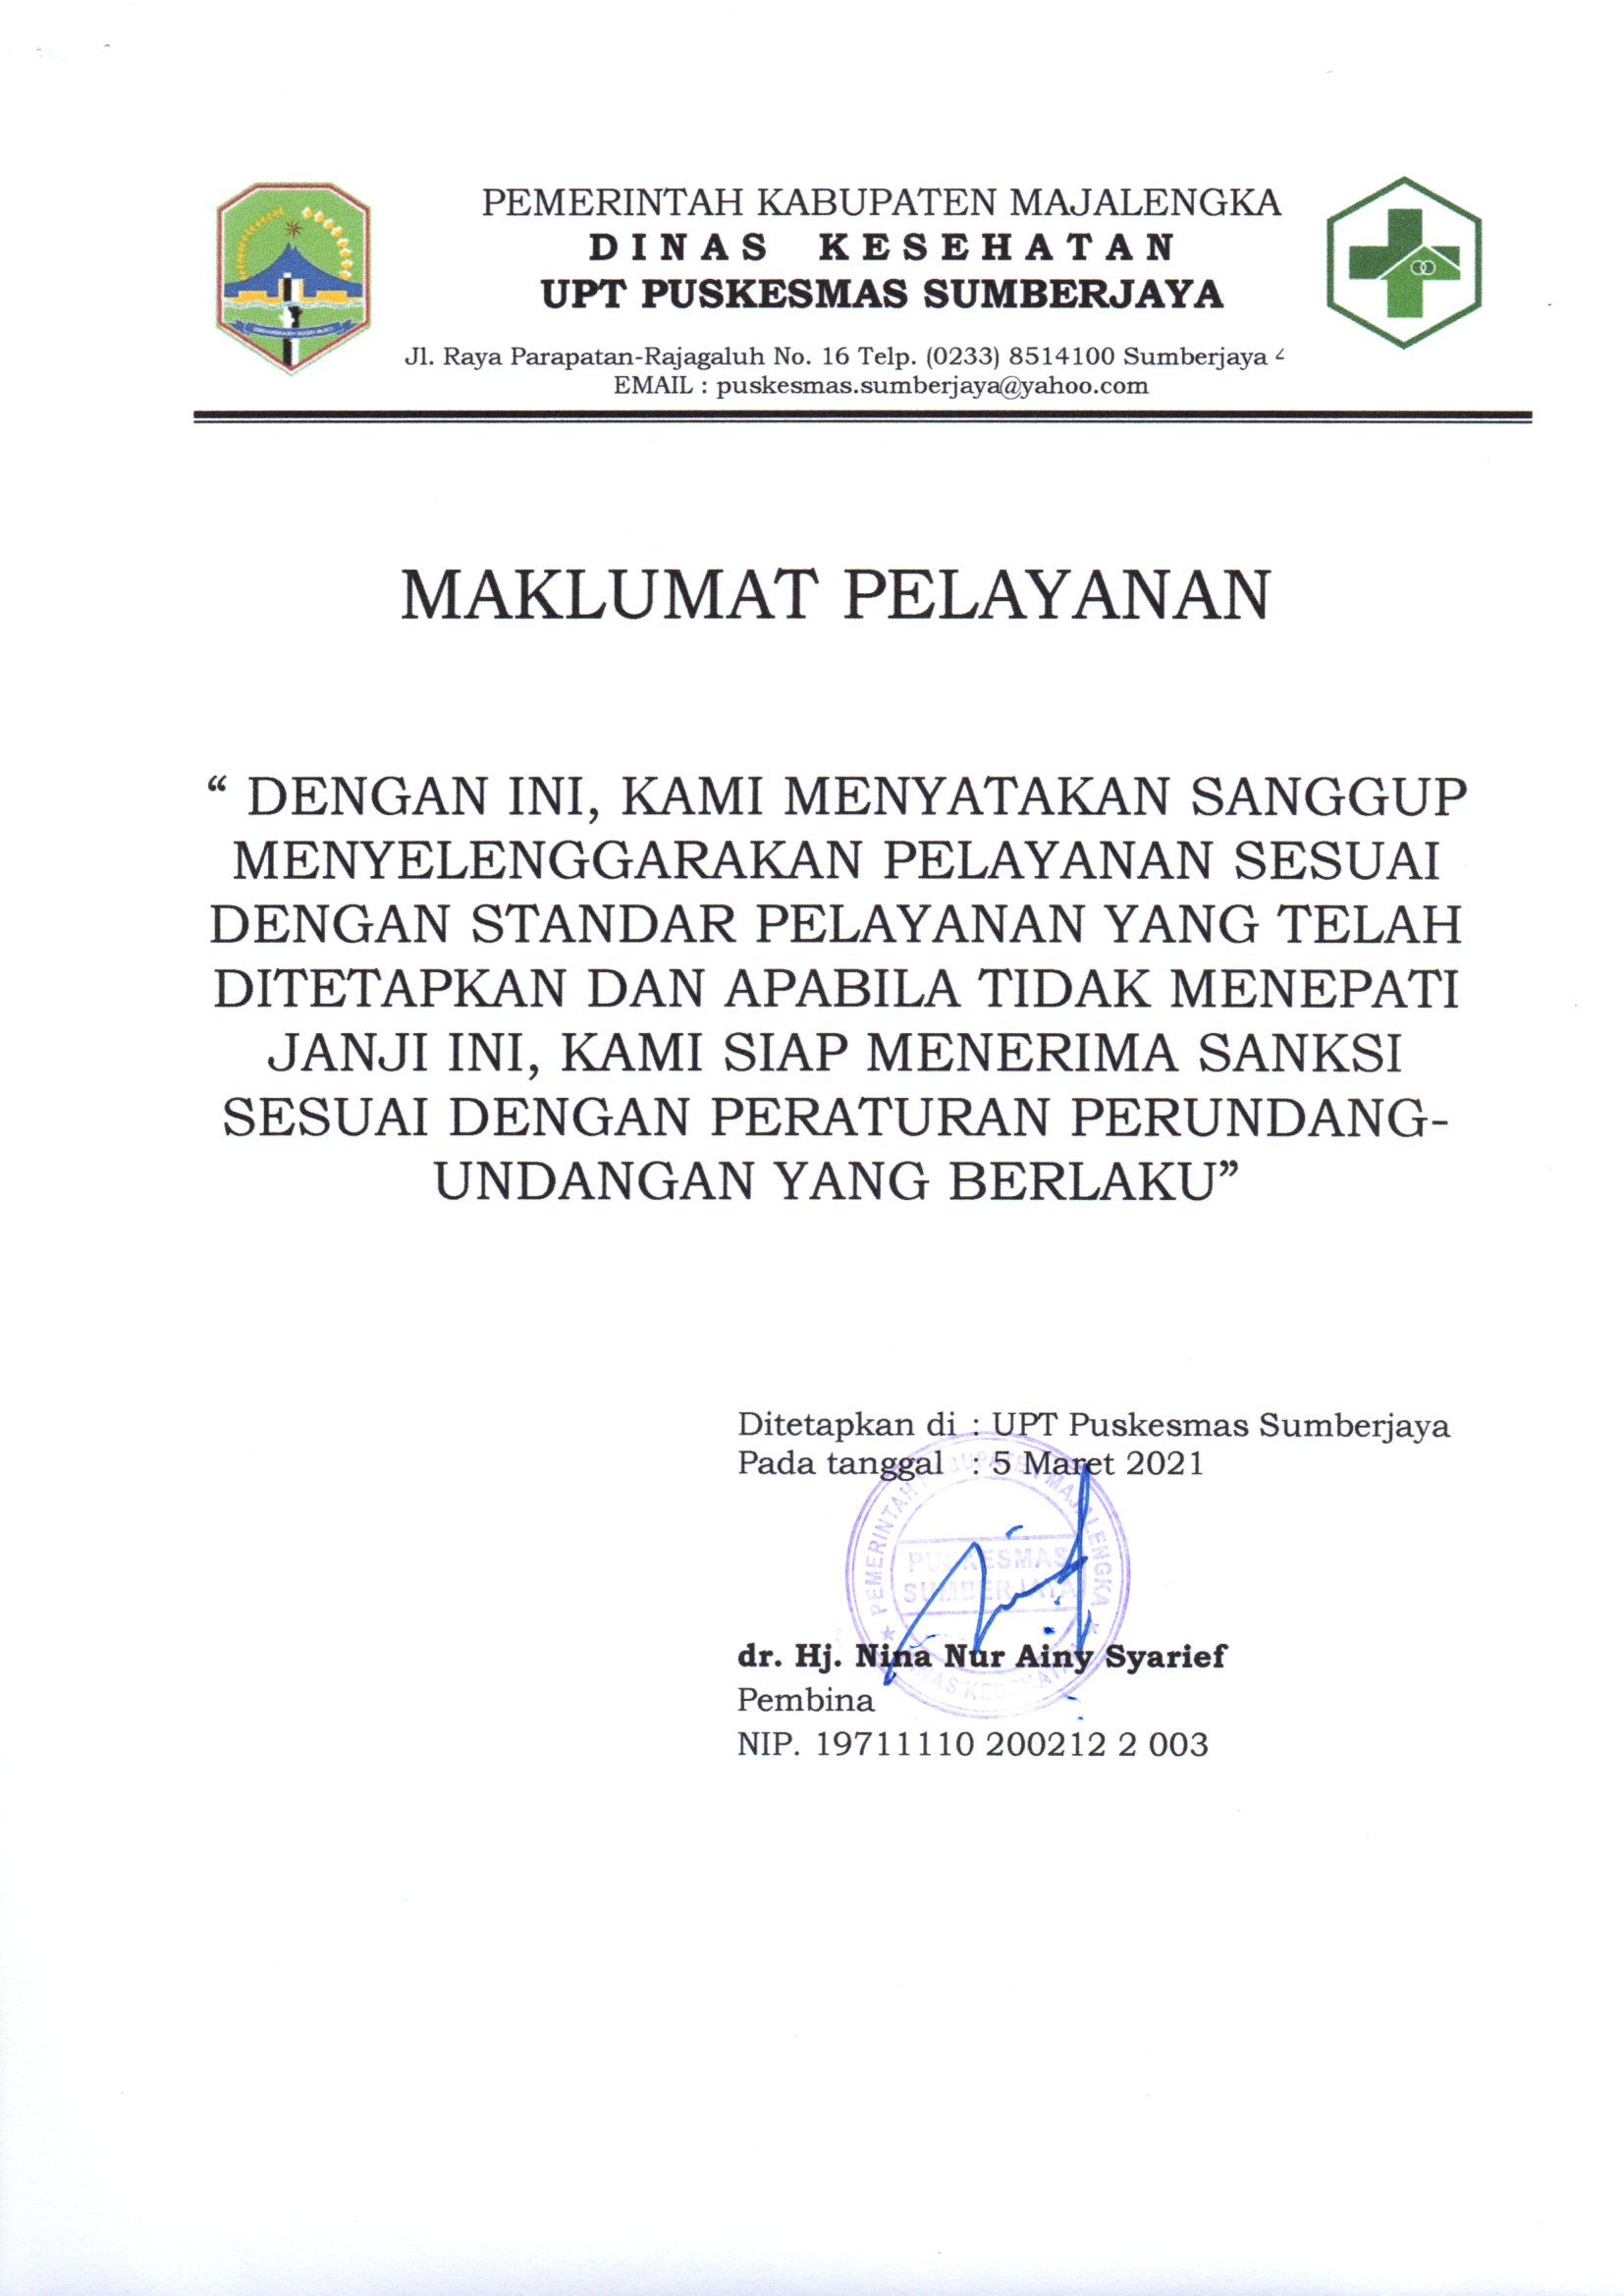 PEMERINTAH KABUPATEN MAJALENGKA
DINAS KESEHATAN
UPT PUSKESMAS SUMBERJAYA
Jl. Raya Parapatan-Rajagaluh No. 16 Telp. (0233) 8514100 Sumberjaya
EMAIL : puskesmas.sumberjaya@yahoo.com
MAKLUMAT PELAYANAN
“ DENGAN INI, KAMI MENYATAKAN SANGGUP
MENYELENGGARAKAN PELAYANAN SESUAI
DENGAN STANDAR PELAYANAN YANG TELAH
DITETAPKAN DAN APABILA TIDAK MENEPATI
JANJI INI, KAMI SIAP MENERIMA SANKSI
SESUAI DENGAN PERATURAN PERUNDANG-
UNDANGAN YANG BERLAKU”
Ditetapkan di : UPT Puskesmas Sumberjaya
Pada tanggal : 5 Maret 2021
PEMERINTAH KABUPATEN MAJALENGKA
PUSKESMAS
SUMBERJAYA
DINAS KESEHATAN
dr. Hj. Nina Nur Ainy Syarief
Pembina
NIP. 19711110 200212 2 003